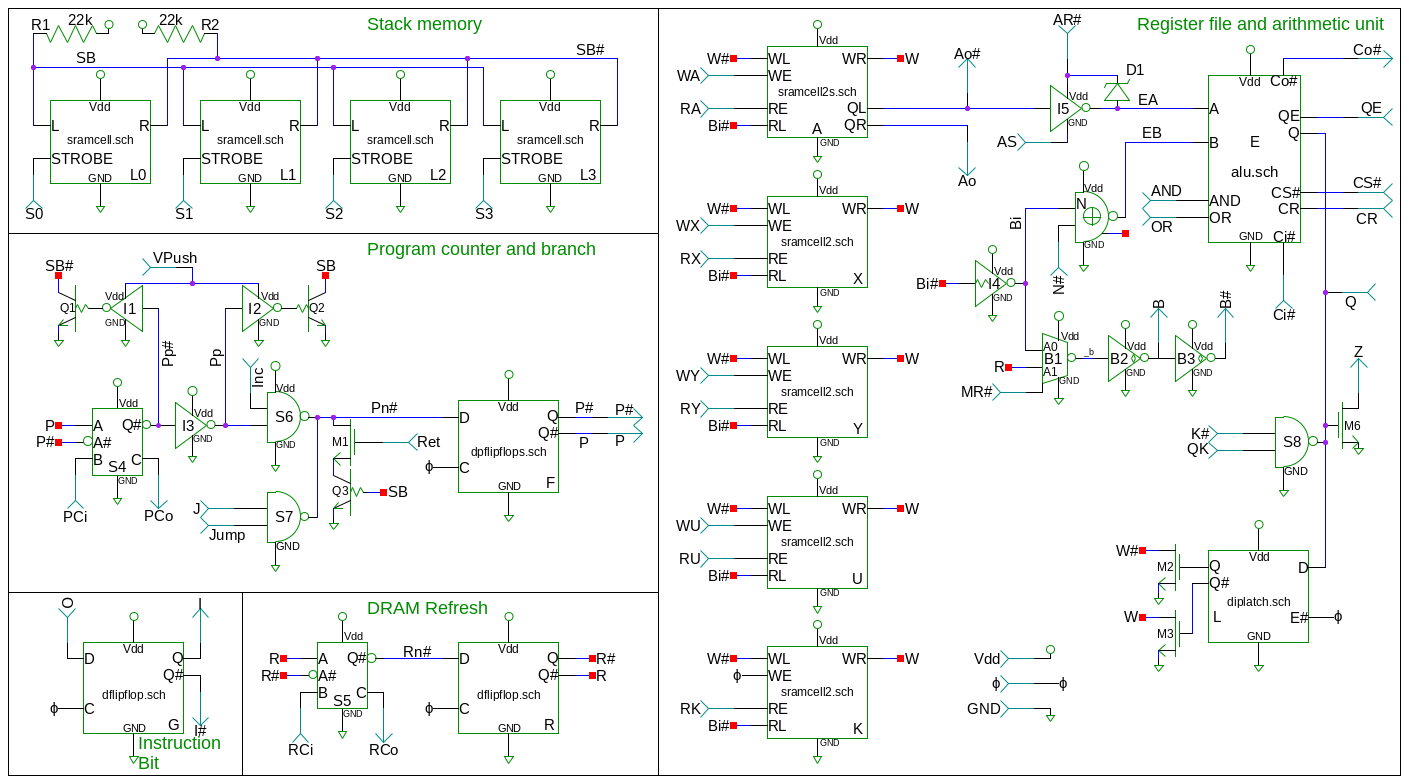 Stack memory
R1 22k 22k R2
SB SB#
Vdd Vdd Vdd Vdd
L R L R L R L R
sramcell.sch sramcell.sch sramcell.sch sramcell.sch
STROBE STROBE STROBE STROBE
GND L0 GND L1 GND L2 GND L3
S0 S1 S2 S3
Program counter and branch
SB# VPush SB
Vdd Vdd
Q1 I1 I2 Q2
GND GND
Pp# Pp Inc
Vdd
Vdd Vdd S6 Pn# Vdd
P A Q# I3 GND M1 D Q P# P#
P# A# GND Ret Q# P P
B C dpflipflops.sch
S4 ϕ C
GND Q3 SB GND F
PCi PCo J S7
Jump GND
O I
Vdd
D Q
Q#
dflipflop.sch
ϕ C
GND G I#
Instruction
Bit
DRAM Refresh
Vdd Vdd
R A Q# Rn# D Q R#
R# A# Q# R
B C dflipflop.sch
S5 ϕ C
GND GND R
RCi RCo
Register file and arithmetic unit
Vdd
W# WL WR W
WA WE
sramcell2s.sch
RA RE QL
Bi# RL QR
A GND
Ao#
Ao
Vdd
W# WL WR W
WX WE
sramcell2.sch
RX RE
Bi# RL X
GND
Vdd
W# WL WR W
WY WE
sramcell2.sch
RY RE
Bi# RL Y
GND
Vdd
W# WL WR W
WU WE
sramcell2.sch
RU RE
Bi# RL U
GND
Vdd
W# WL WR W
ϕ WE
sramcell2.sch
RK RE
Bi# RL K
GND
AR#
D1
Vdd
I5 EA
GND
AS EB
Vdd Co# Co#
A QE QE
B E Q
alu.sch
AND AND CS# CS#
OR OR CR CR
GND Ci#
Ci#
Vdd
N
GND
Bi
N#
Vdd
Bi# I4
GND
Q
Vdd Vdd Vdd
A0
R B1 _b B2 B3
A1
GND GND GND
MR#
B B#
Z
K# S8 M6
QK
GND
W# M2 Vdd
Q D
Q#
diplatch.sch
W M3 L E# ϕ
GND
Vdd
ϕ ϕ
GND